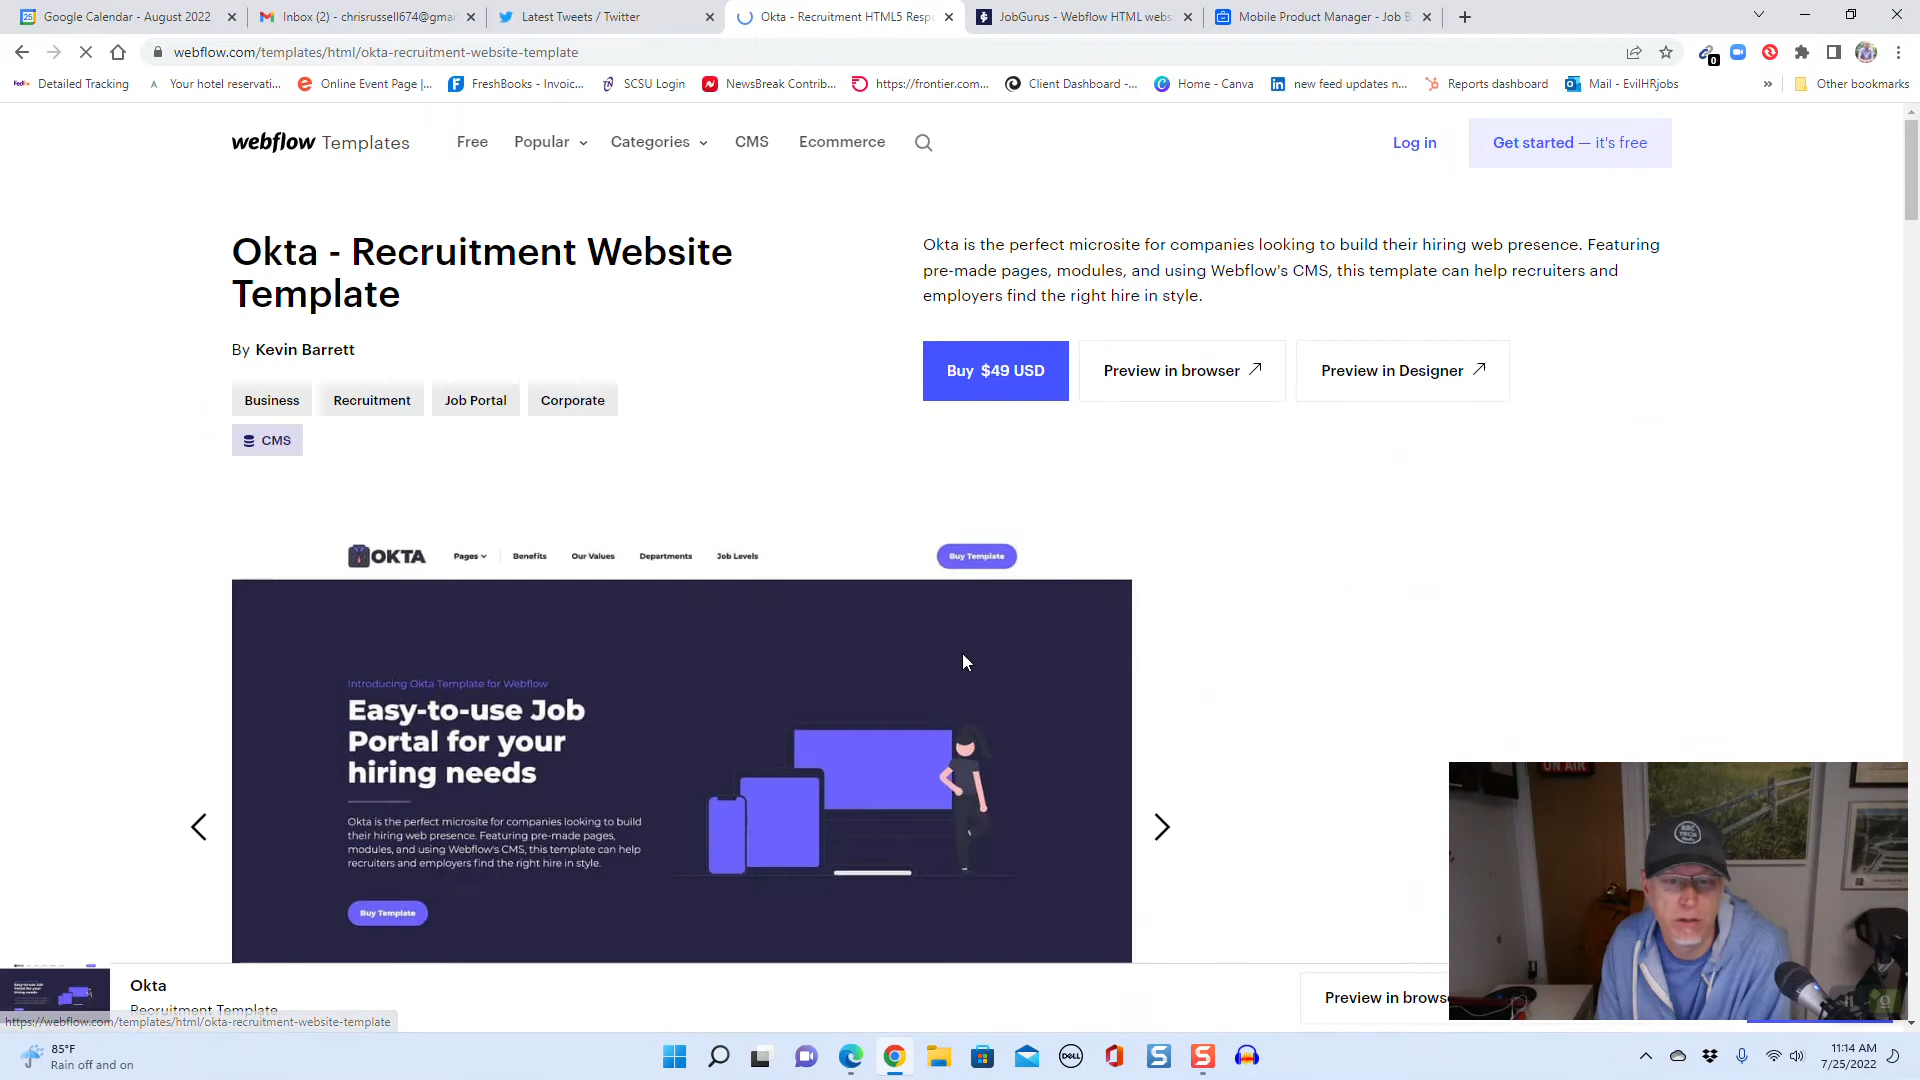 Google Calendar - August 2022
Inbox (2) - chrisrussell674@gmai
Latest Tweets / Twitter
Okta - Recruitment HTML5 Resp
JobGurus - Webflow HTML webs
Mobile Product Manager - Job B
webflow.com/templates/html/okta-recruitment-website-template
Detailed Tracking
Your hotel reservati...
Online Event Page |...
FreshBooks - Invoic...
SCSU Login
NewsBreak Contrib...
https://frontier.com...
Client Dashboard -...
Home - Canva
new feed updates n...
Reports dashboard
Mail - EvilHRjobs
Other bookmarks
webflow Templates
Free
Popular
Categories
CMS
Ecommerce
Log in
Get started — it's free
Okta - Recruitment Website
Template
By Kevin Barrett
Business
Recruitment
Job Portal
Corporate
CMS
Okta is the perfect microsite for companies looking to build their hiring web presence. Featuring
pre-made pages, modules, and using Webflow's CMS, this template can help recruiters and
employers find the right hire in style.
Buy $49 USD
Preview in browser
Preview in Designer
OKTA
Pages
Benefits
Our Values
Departments
Job Levels
Buy Template
Introducing Okta Template for Webflow
Easy-to-use Job
Portal for your
hiring needs
Okta is the perfect microsite for companies looking to build
their hiring web presence. Featuring pre-made pages,
modules, and using Webflow's CMS, this template can help
recruiters and employers find the right hire in style.
Buy Template
Okta
Recruitment Template
Preview in browse
https://webflow.com/templates/html/okta-recruitment-website-template
ON AIR
85°F
Rain off and on
DELL
11:14 AM
7/25/2022